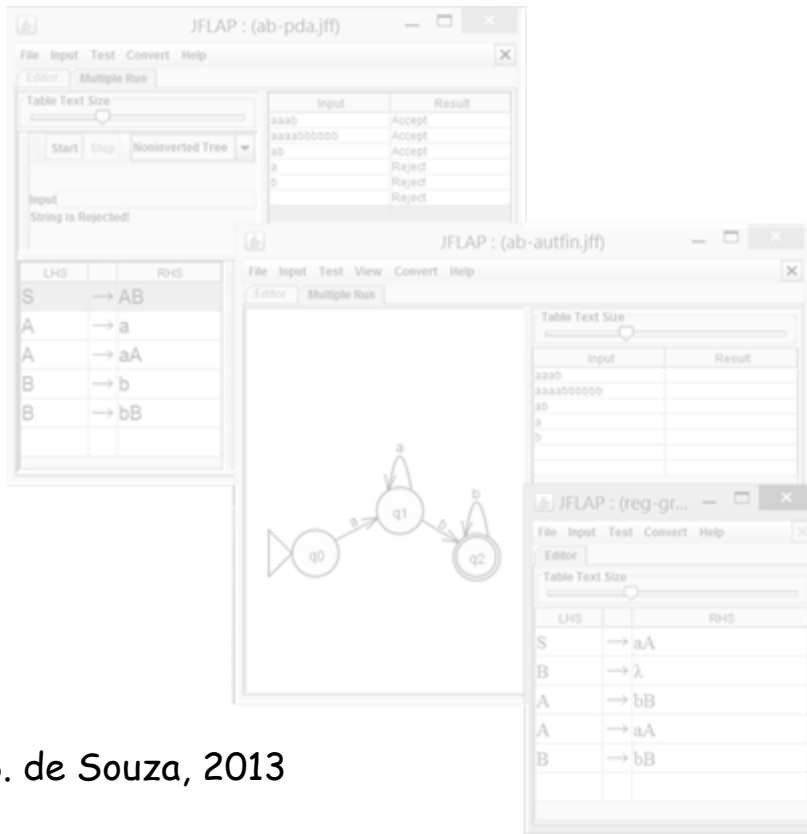 JFLAP : (ab-pda.jff)
File Input Test Convert Help
Editor Multiple Run
Table Text Size
Input Result
aaab Accept
aaaabbbbbb Accept
ab Accept
a Reject
b Reject
Reject
Start Step Noninverted Tree
Input
String is Rejected!
LHS RHS
S → AB
A → a
A → aA
B → b
B → bB
JFLAP : (ab-autfin.jff)
File Input Test View Convert Help
Editor Multiple Run
Table Text Size
Input Result
aaab
aaaabbbbbb
ab
a
b
a
b
a
b
q0
q1
q2
JFLAP : (reg-gr...
File Input Test Convert Help
Editor
Table Text Size
LHS RHS
S → aA
B → λ
A → bB
A → aA
B → bB
. de Souza, 2013